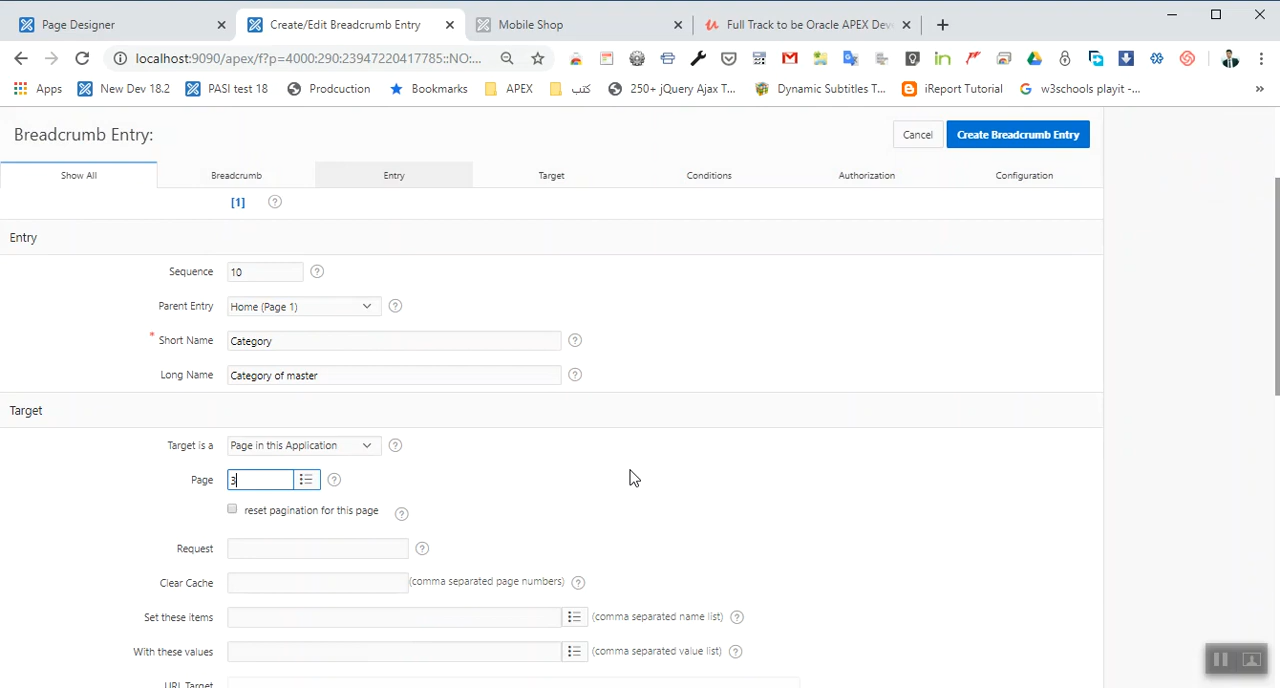 Page Designer
Create/Edit Breadcrumb Entry
Mobile Shop
Full Track to be Oracle APEX Dev
localhost:9090/apex/f?p=4000:290:23947220417785::NO:...
Apps
New Dev 18.2
PASI test 18
Prodcuction
Bookmarks
APEX
كتب
250+ jQuery Ajax T...
Dynamic Subtitles T...
iReport Tutorial
w3schools playit -...
»
Breadcrumb Entry:
Cancel
Create Breadcrumb Entry
Show All
Breadcrumb
Entry
Target
Conditions
Authorization
Configuration
[1]
Entry
Sequence 10
Parent Entry Home (Page 1)
* Short Name Category
Long Name Category of master
Target
Target is a Page in this Application
Page 3
reset pagination for this page
Request
Clear Cache (comma separated page numbers)
Set these items (comma separated name list)
With these values (comma separated value list)
URL Target